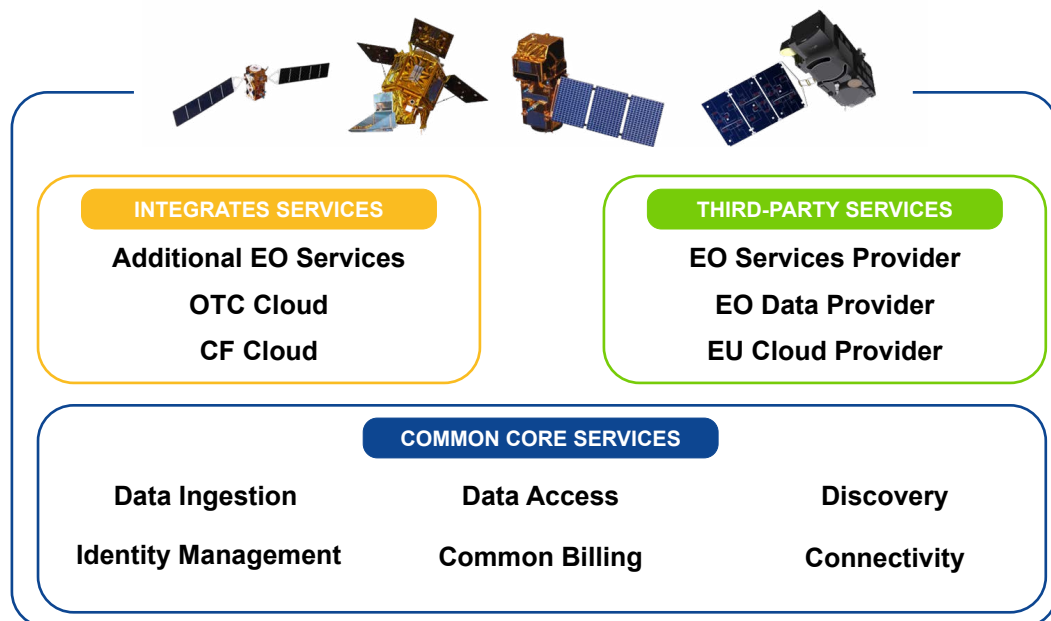 INTEGRATES SERVICES
Additional EO Services
OTC Cloud
CF Cloud
THIRD-PARTY SERVICES
EO Services Provider
EO Data Provider
EU Cloud Provider
COMMON CORE SERVICES
Data Ingestion
Data Access
Discovery
Identity Management
Common Billing
Connectivity